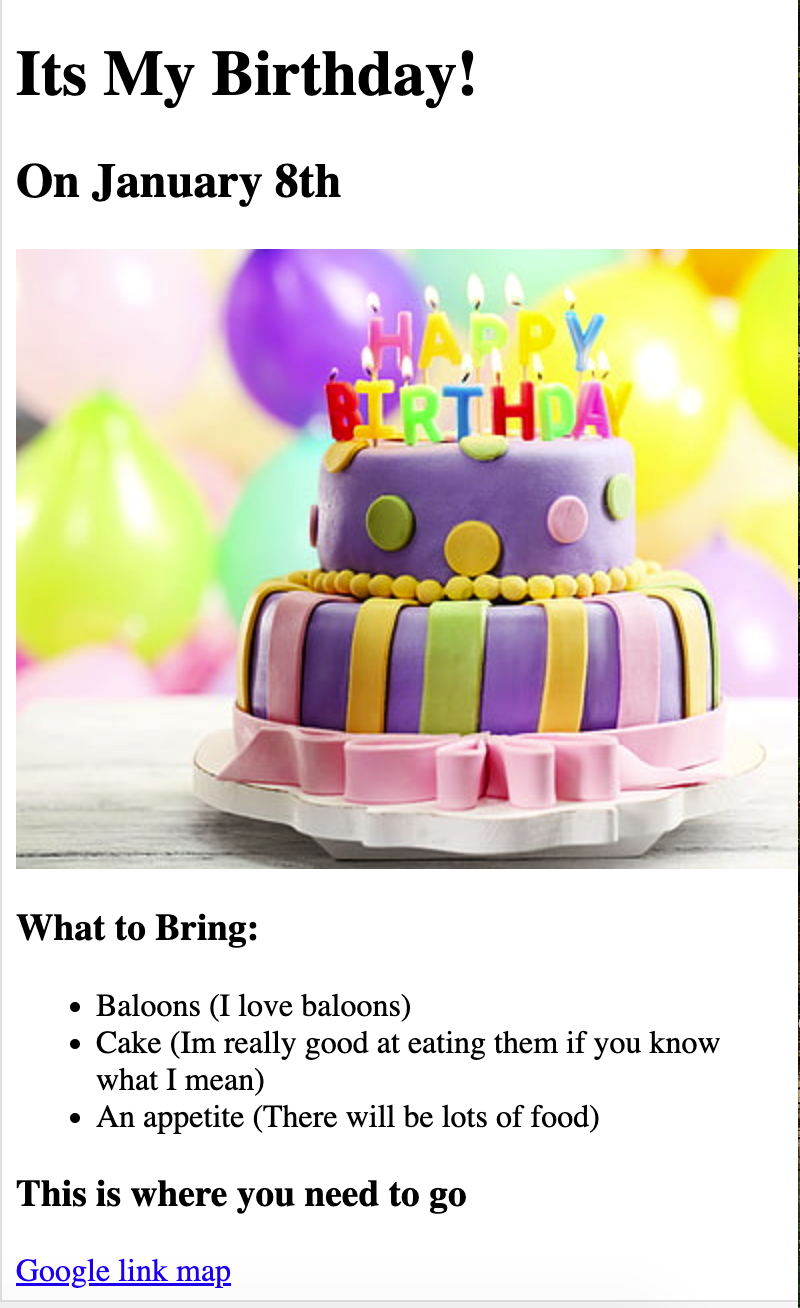 Its My Birthday!
On January 8th
HAPPY
BIRTHDAY
What to Bring:
• Baloons (I love baloons)
• Cake (Im really good at eating them if you know
what I mean)
• An appetite (There will be lots of food)
This is where you need to go
Google link map